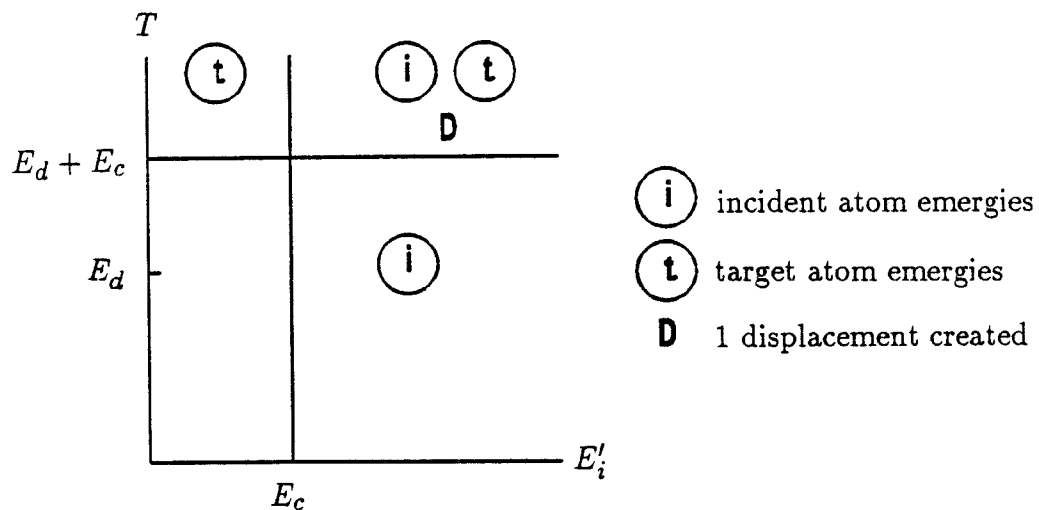 T
t
i t
D
E_d + E_c
i incident atom emergies
i
E_d
t target atom emergies
D 1 displacement created
E'_i
E_c